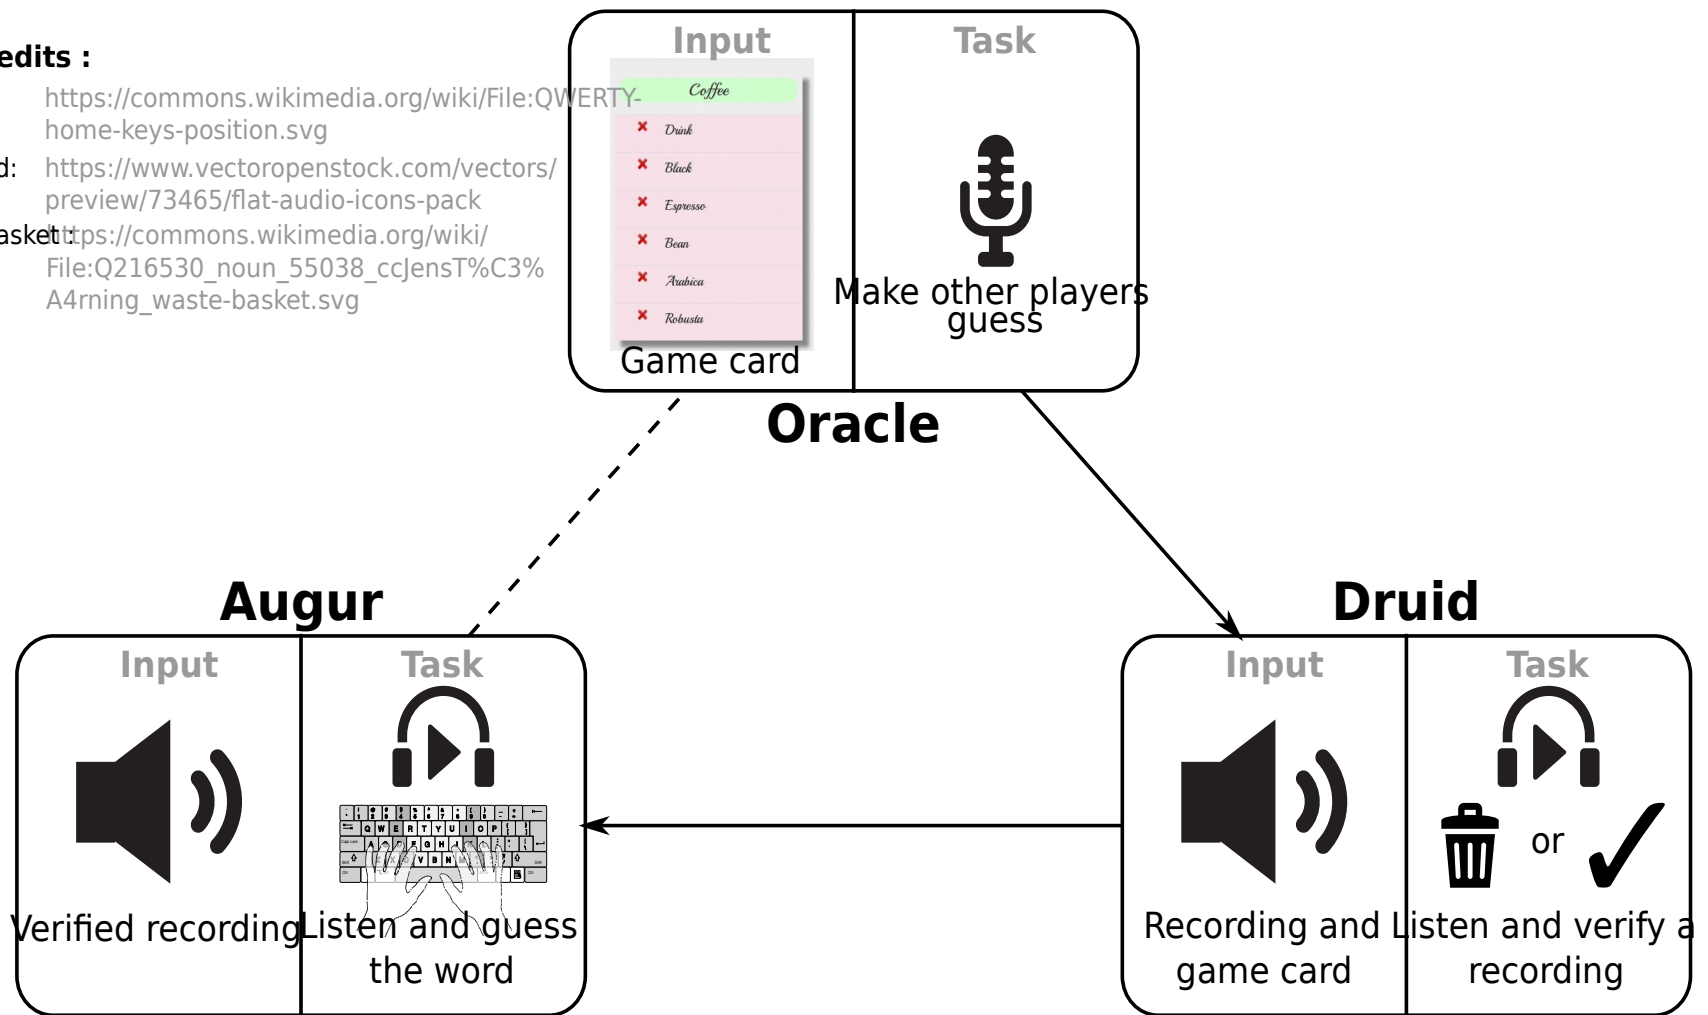 edits :
https://commons.wikimedia.org/wiki/File:QWERTY-
home-keys-position.svg
d: https://www.vectoropenstock.com/vectors/
preview/73465/flat-audio-icons-pack
asket : https://commons.wikimedia.org/wiki/
File:Q216530_noun_55038_ccJensT%C3%
A4rning_waste-basket.svg
Input
Task
Coffee
Drink
Black
Espresso
Bean
Arabica
Robusta
Game card
Make other players
guess
Oracle
Augur
Input
Task
Q W E R T Y U I O P
Verified recording
Listen and guess
the word
Druid
Input
Task
or
Recording and
game card
Listen and verify a
recording